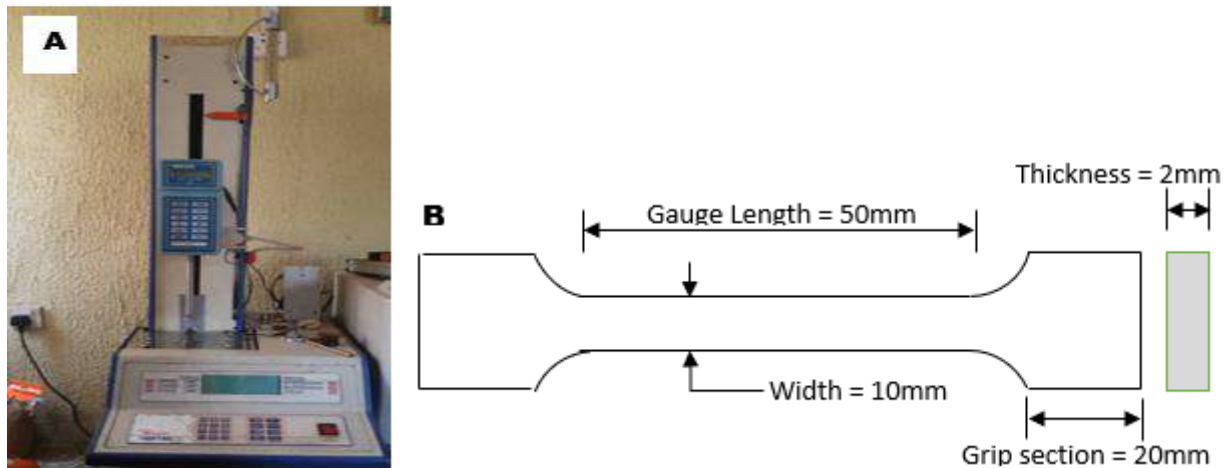 A
Thickness = 2mm
B
Gauge Length = 50mm
Width = 10mm
Grip section = 20mm